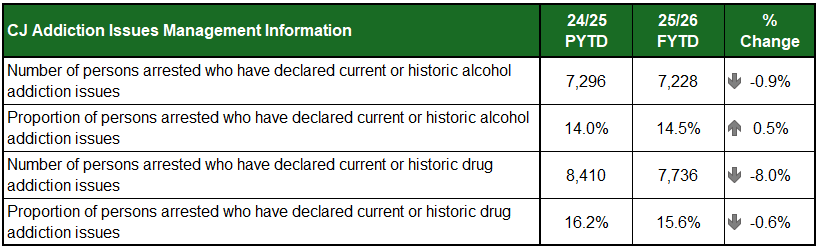 CJ Addiction Issues Management Information 24/25 PYTD 25/26 FYTD % Change
Number of persons arrested who have declared current or historic alcohol addiction issues 7,296 7,228 -0.9%
Proportion of persons arrested who have declared current or historic alcohol addiction issues 14.0% 14.5% 0.5%
Number of persons arrested who have declared current or historic drug addiction issues 8,410 7,736 -8.0%
Proportion of persons arrested who have declared current or historic drug addiction issues 16.2% 15.6% -0.6%